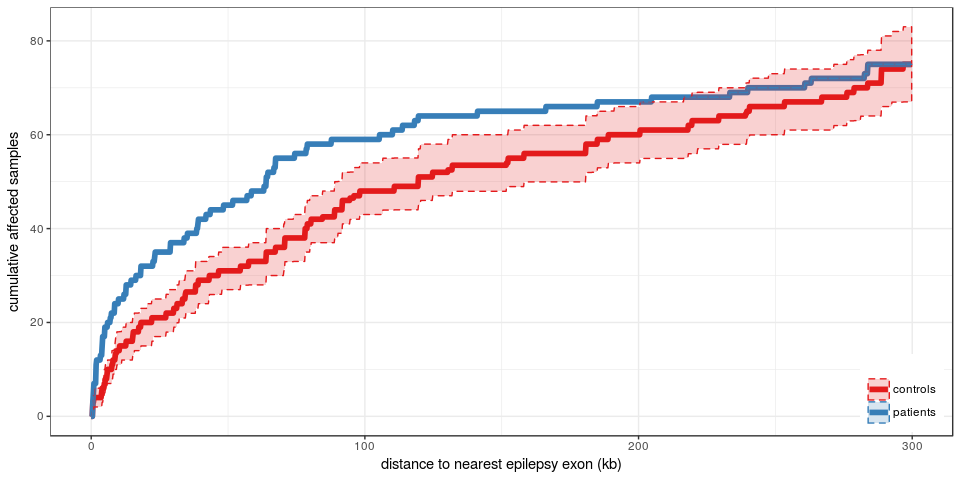 80
60
40
20
0
cumulative affected samples
0 100 200 300
distance to nearest epilepsy exon (kb)
controls
patients